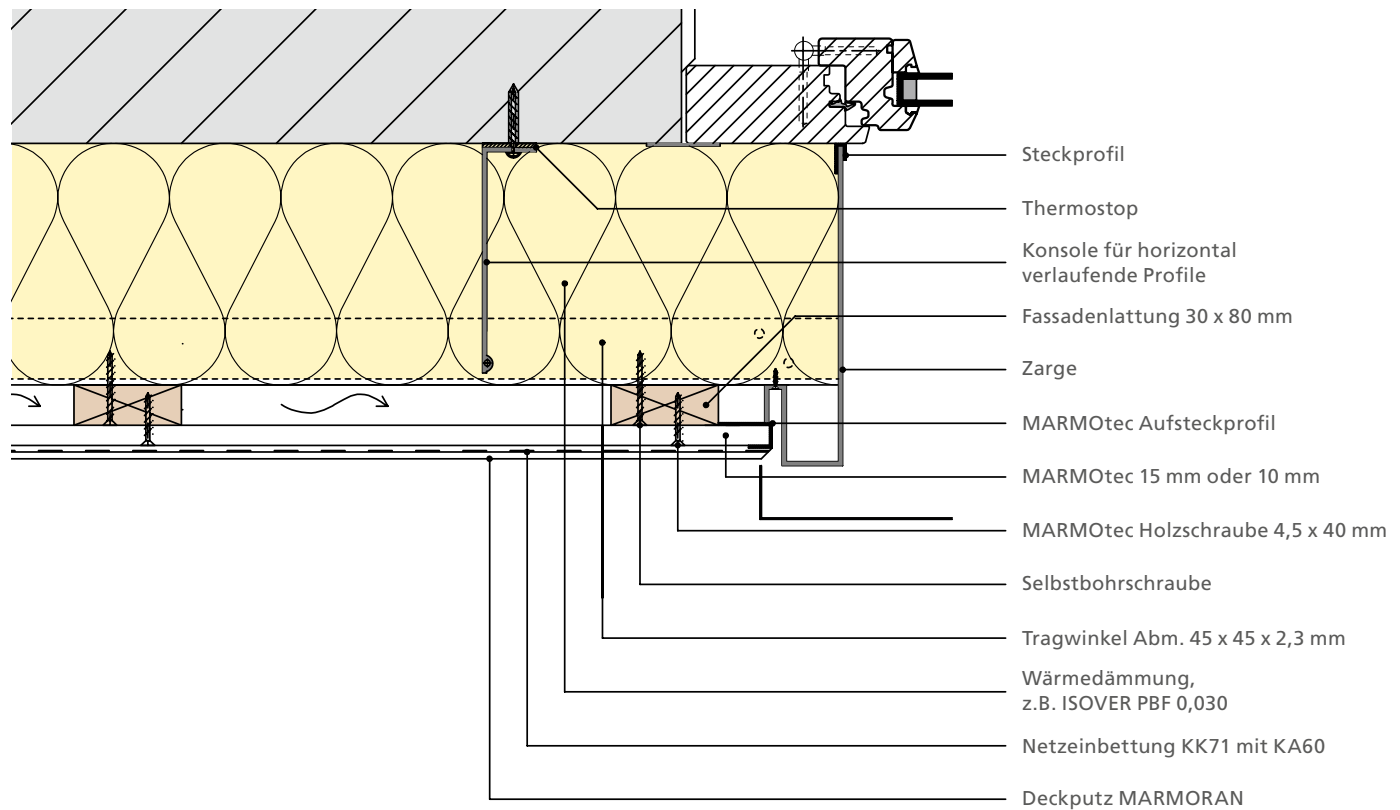 Steckprofil
Thermostop
Konsole für horizontal
verlaufende Profile
Fassadenlattung 30 x 80 mm
Zarge
MARMOtec Aufsteckprofil
MARMOtec 15 mm oder 10 mm
MARMOtec Holzschraube 4,5 x 40 mm
Selbstbohrschraube
Tragwinkel Abm. 45 x 45 x 2,3 mm
Wärmedämmung,
z.B. ISOVER PBF 0,030
Netzeinbettung KK71 mit KA60
Deckputz MARMORAN